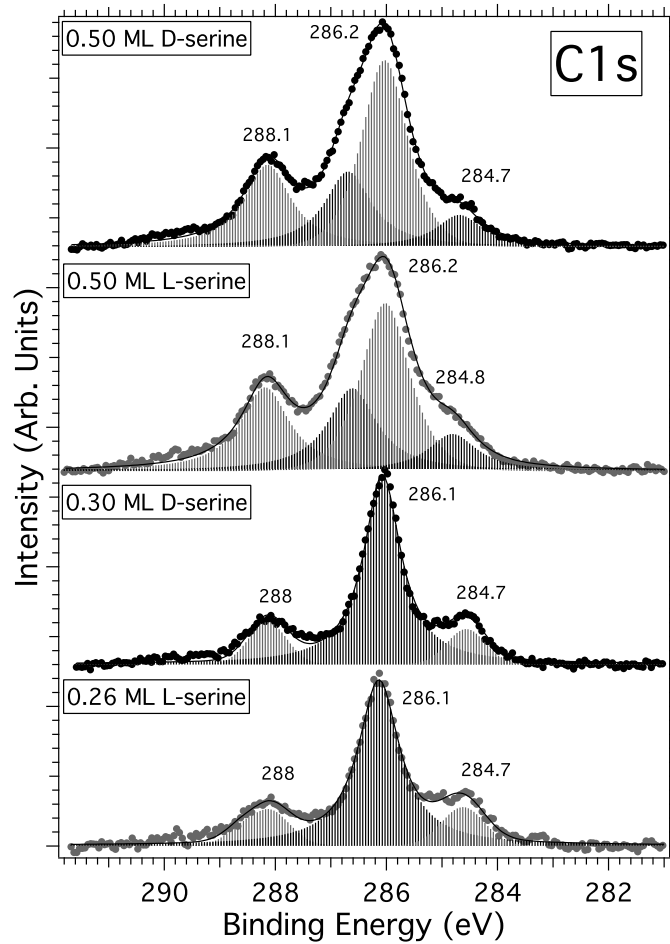 0.50 ML D-serine
286.2
C1s
288.1
284.7
0.50 ML L-serine
286.2
288.1
284.8
0.30 ML D-serine
286.1
288
284.7
0.26 ML L-serine
286.1
288
284.7
Intensity (Arb. Units)
290 288 286 284 282
Binding Energy (eV)